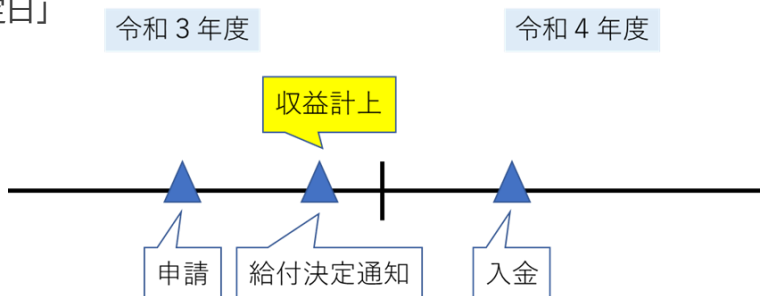 定日」
令和３年度
令和４年度
収益計上
申請
給付決定通知
入金